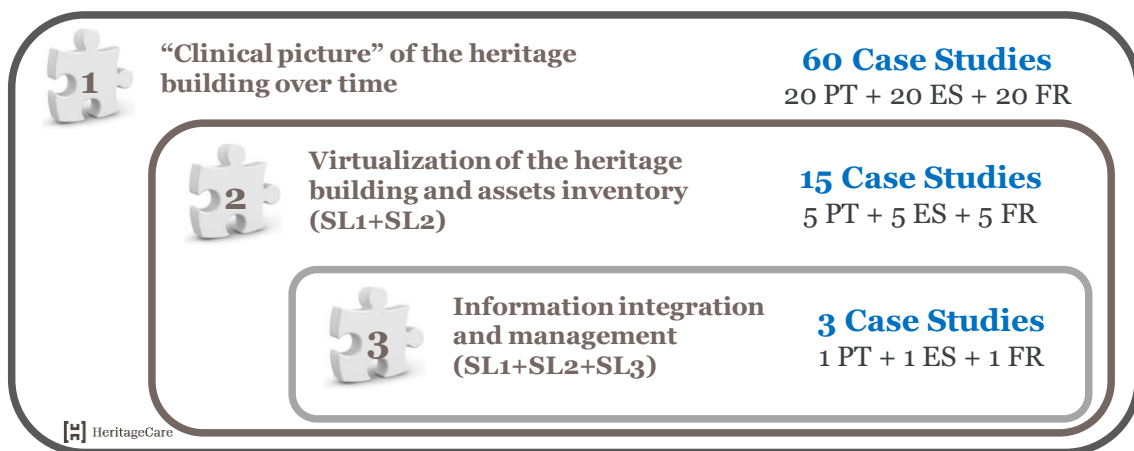 1
“Clinical picture” of the heritage
building over time
60 Case Studies
20 PT + 20 ES + 20 FR
2
Virtualization of the heritage
building and assets inventory
(SL1+SL2)
15 Case Studies
5 PT + 5 ES + 5 FR
3
Information integration
and management
(SL1+SL2+SL3)
3 Case Studies
1 PT + 1 ES + 1 FR
HeritageCare